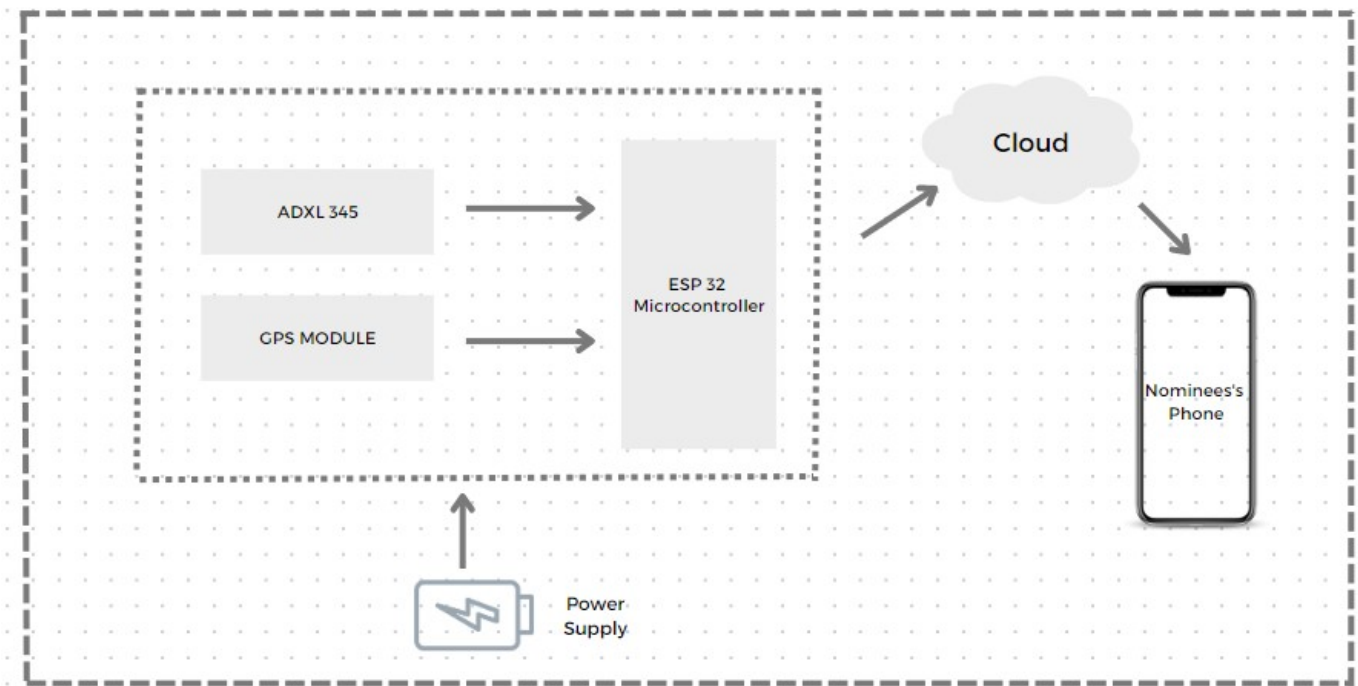 Cloud
ADXL 345
ESP 32
Microcontroller
GPS MODULE
Nominees's
Phone
Power
Supply